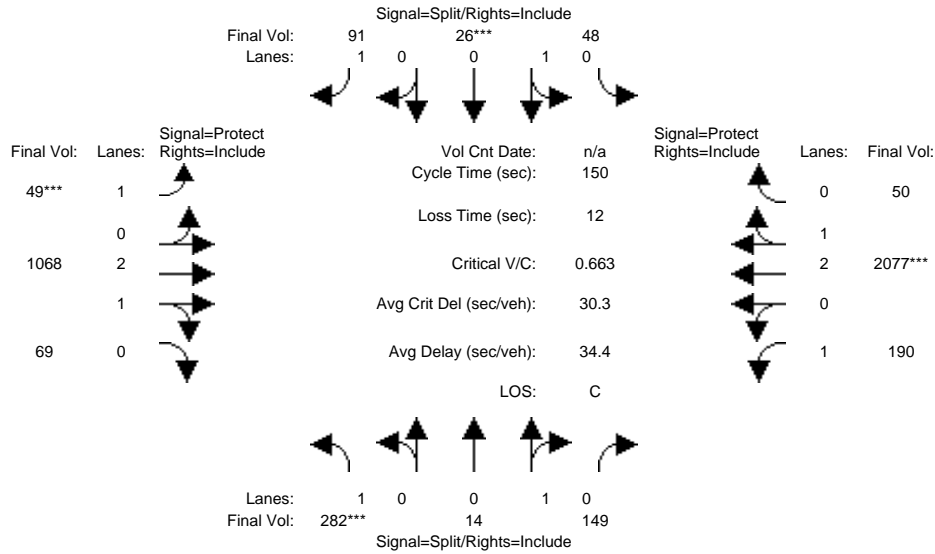 Signal=Split/Rights=Include
Final Vol: 91 26*** 48
Lanes: 1 0 0 1 0
Signal=Protect Signal=Protect
Final Vol: Lanes: Rights=Include Vol Cnt Date: n/a Rights=Include Lanes: Final Vol:
Cycle Time (sec): 150
49*** 1 0 50
Loss Time (sec): 12
0 1
1068 2 Critical V/C: 0.663 2 2077***
1 Avg Crit Del (sec/veh): 30.3 0
69 0 Avg Delay (sec/veh): 34.4 1 190
LOS: C
Lanes: 1 0 0 1 0
Final Vol: 282*** 14 149
Signal=Split/Rights=Include